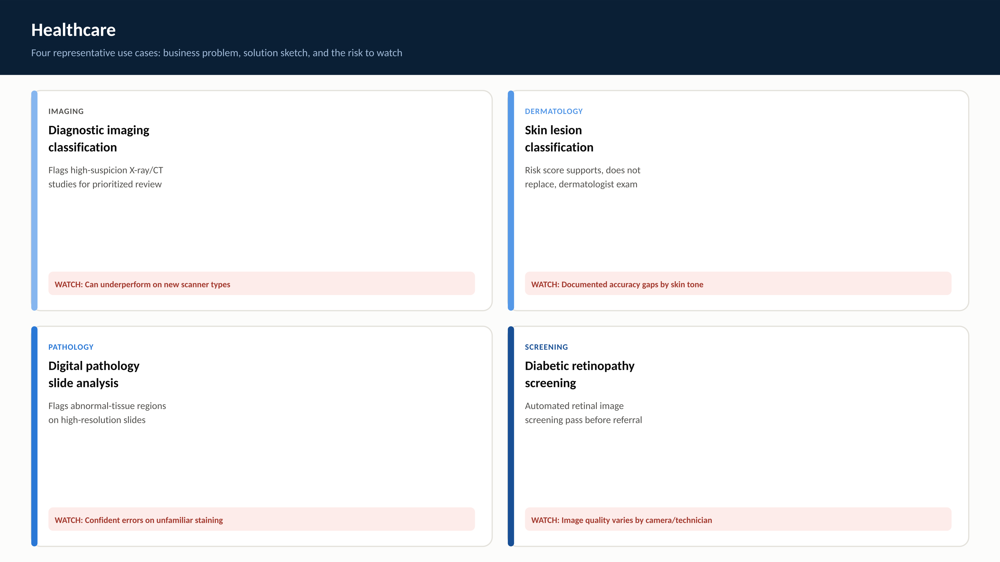 Healthcare
Four representative use cases: business problem, solution sketch, and the risk to watch
IMAGING
Diagnostic imaging
classification
Flags high-suspicion X-ray/CT
studies for prioritized review
WATCH: Can underperform on new scanner types
DERMATOLOGY
Skin lesion
classification
Risk score supports, does not
replace, dermatologist exam
WATCH: Documented accuracy gaps by skin tone
PATHOLOGY
Digital pathology
slide analysis
Flags abnormal-tissue regions
on high-resolution slides
WATCH: Confident errors on unfamiliar staining
SCREENING
Diabetic retinopathy
screening
Automated retinal image
screening pass before referral
WATCH: Image quality varies by camera/technician